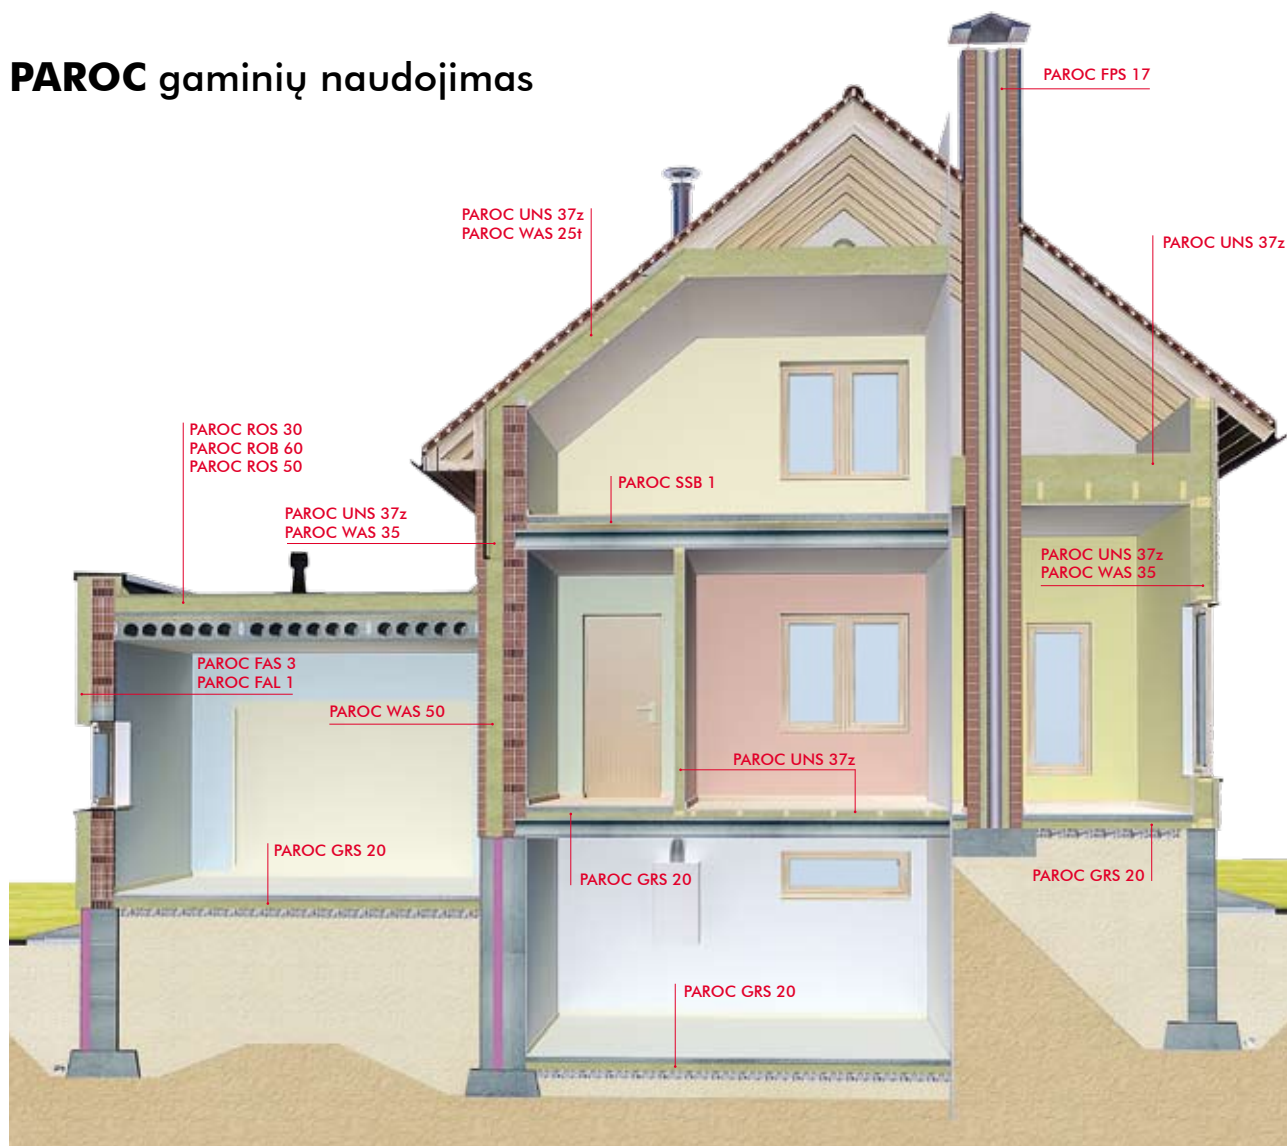 PAROC gaminių naudojimas
PAROC FPS 17
PAROC UNS 37z
PAROC WAS 25t
PAROC UNS 37z
PAROC ROS 30
PAROC ROB 60
PAROC ROS 50
PAROC SSB 1
PAROC UNS 37z
PAROC WAS 35
PAROC UNS 37z
PAROC WAS 35
PAROC FAS 3
PAROC FAL 1
PAROC WAS 50
PAROC UNS 37z
PAROC GRS 20
PAROC GRS 20
PAROC GRS 20
PAROC GRS 20